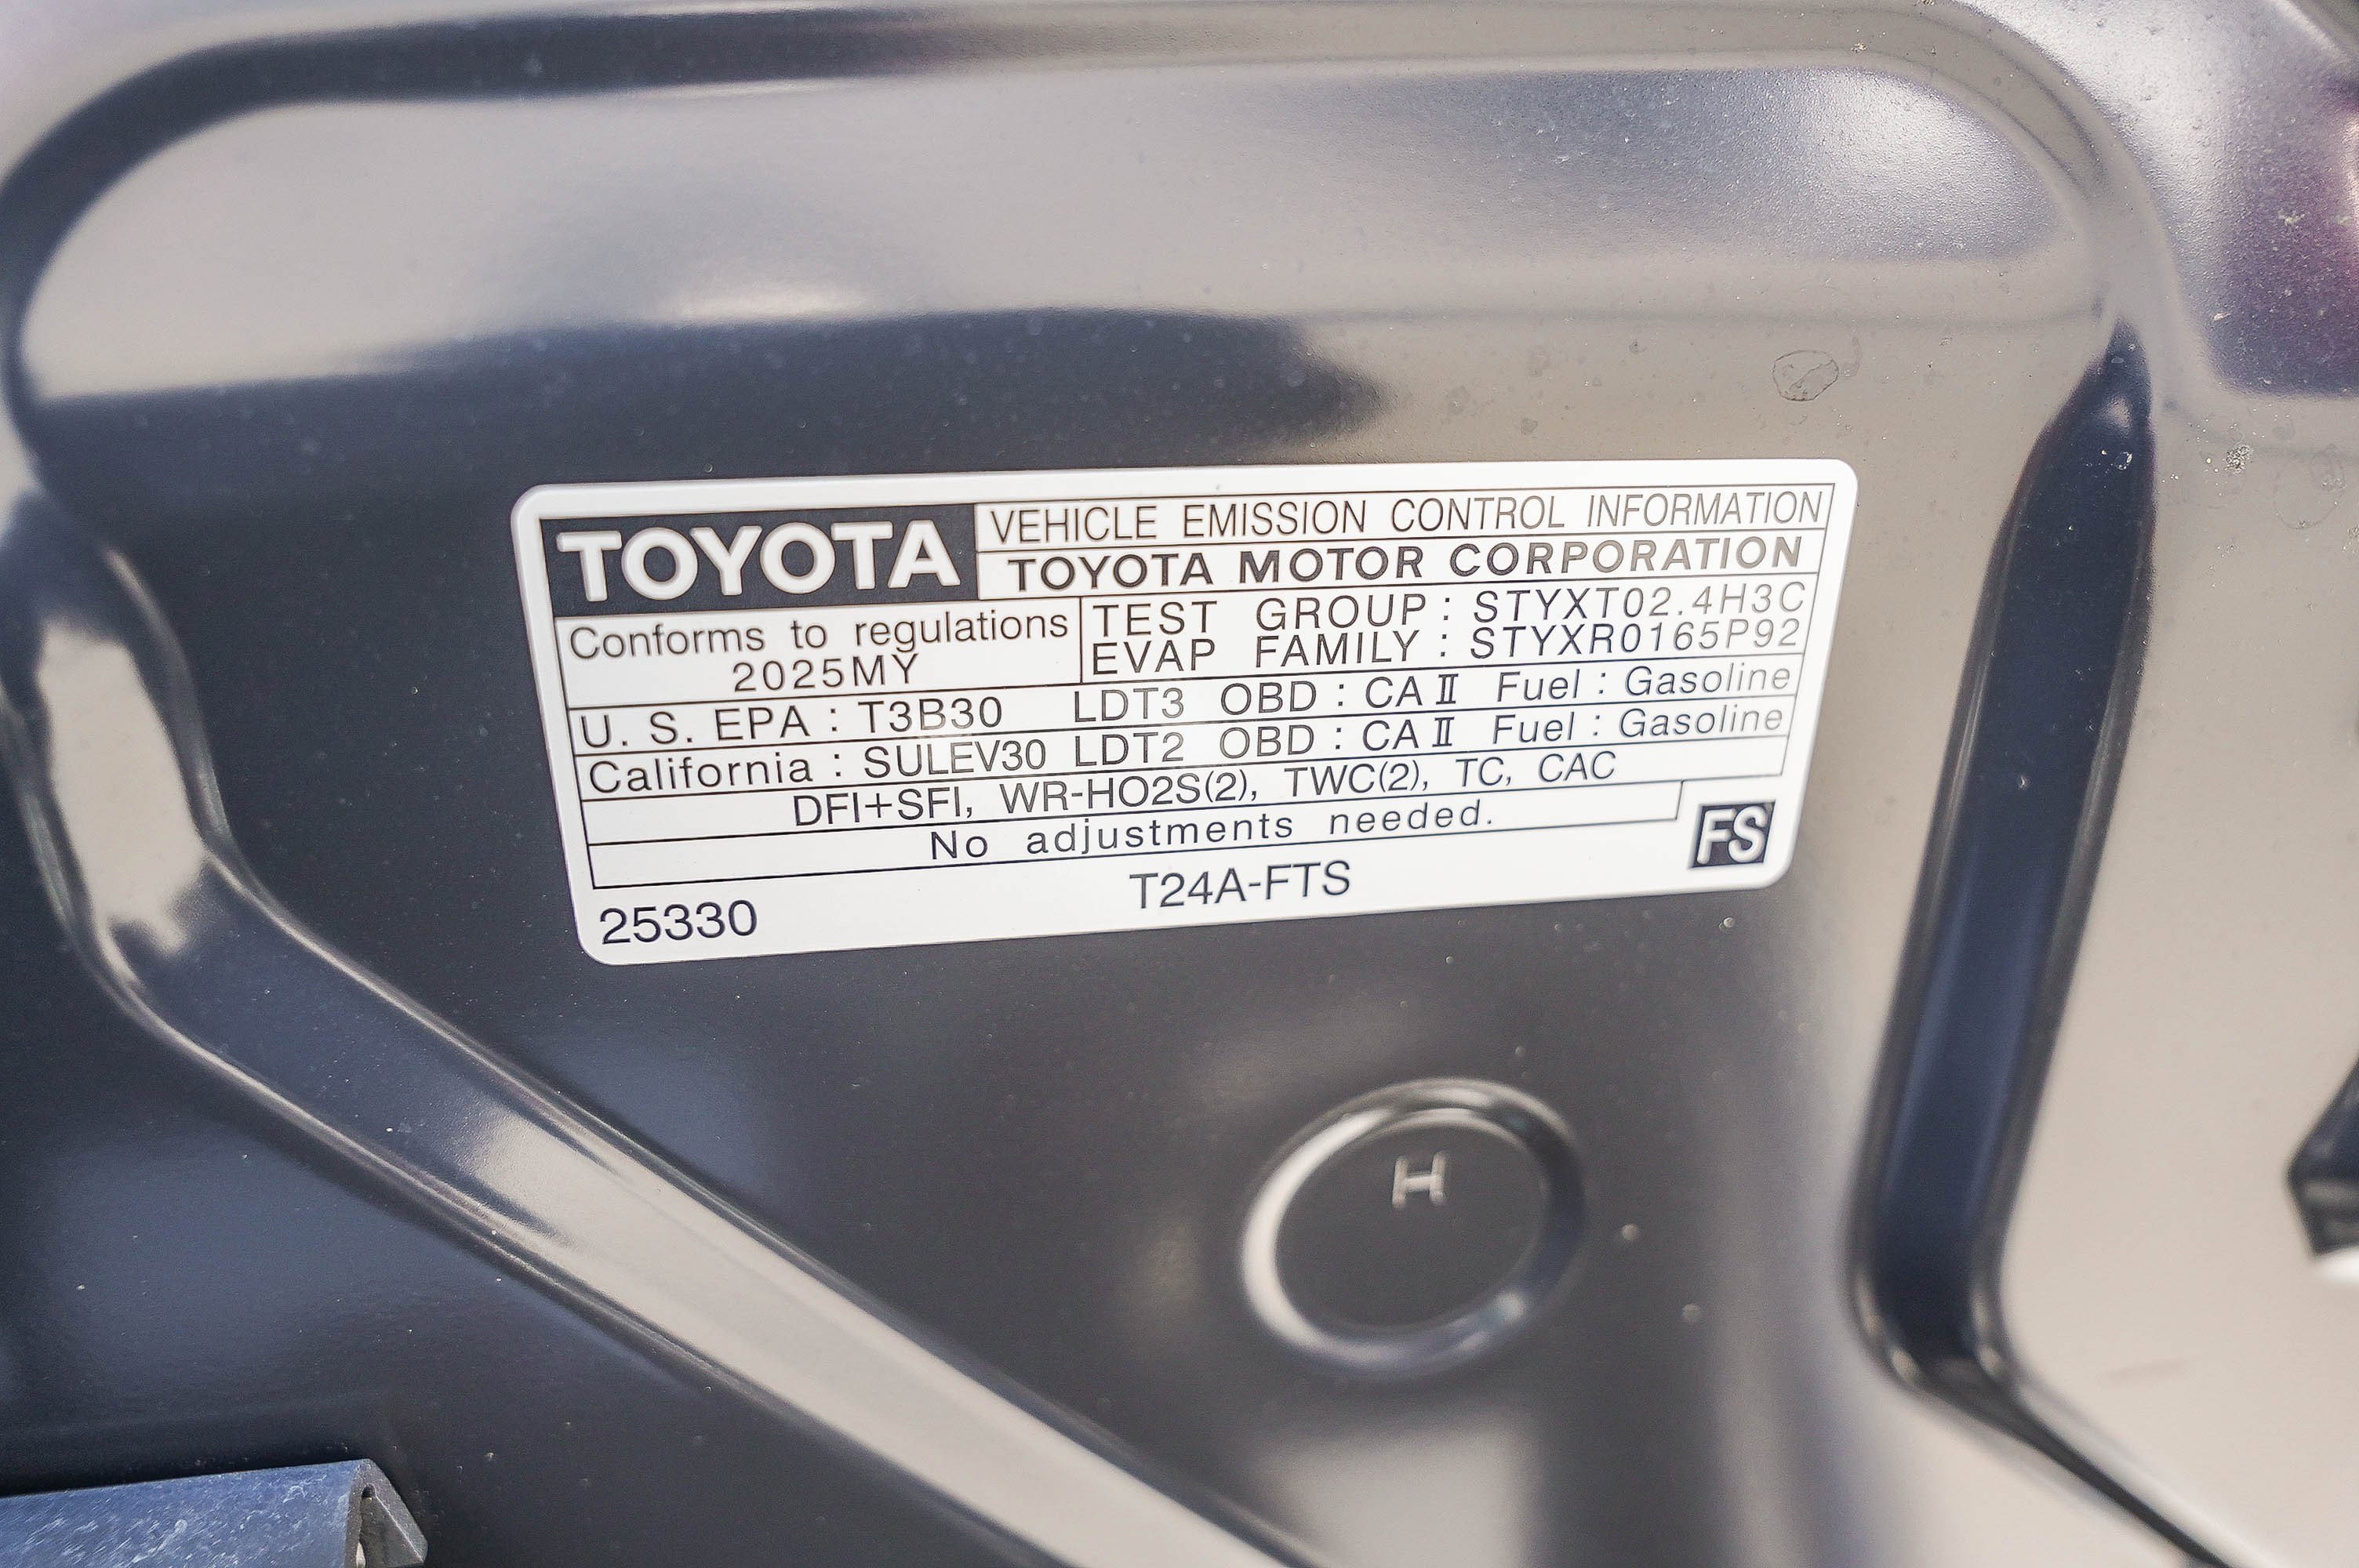 TOYOTA
VEHICLE EMISSION CONTROL INFORMATION
TOYOTA MOTOR CORPORATION
Conforms to regulations
2025MY
TEST GROUP : STYXT02.4H3C
EVAP FAMILY : STYXR0165P92
U. S. EPA : T3B30 LDT3 OBD : CA II Fuel : Gasoline
California : SULEV30 LDT2 OBD : CA II Fuel : Gasoline
DFI+SFI, WR-HO2S(2), TWC(2), TC, CAC
No adjustments needed.
FS
25330
T24A-FTS
H